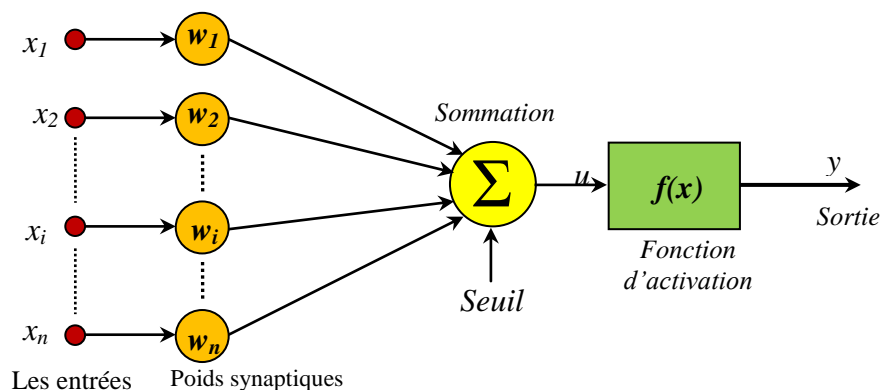 x1
w1
x2
w2
Sommation
Σ
u
f(x)
y
Sortie
xi
wi
Fonction
d'activation
Seuil
xn
wn
Les entrées
Poids synaptiques